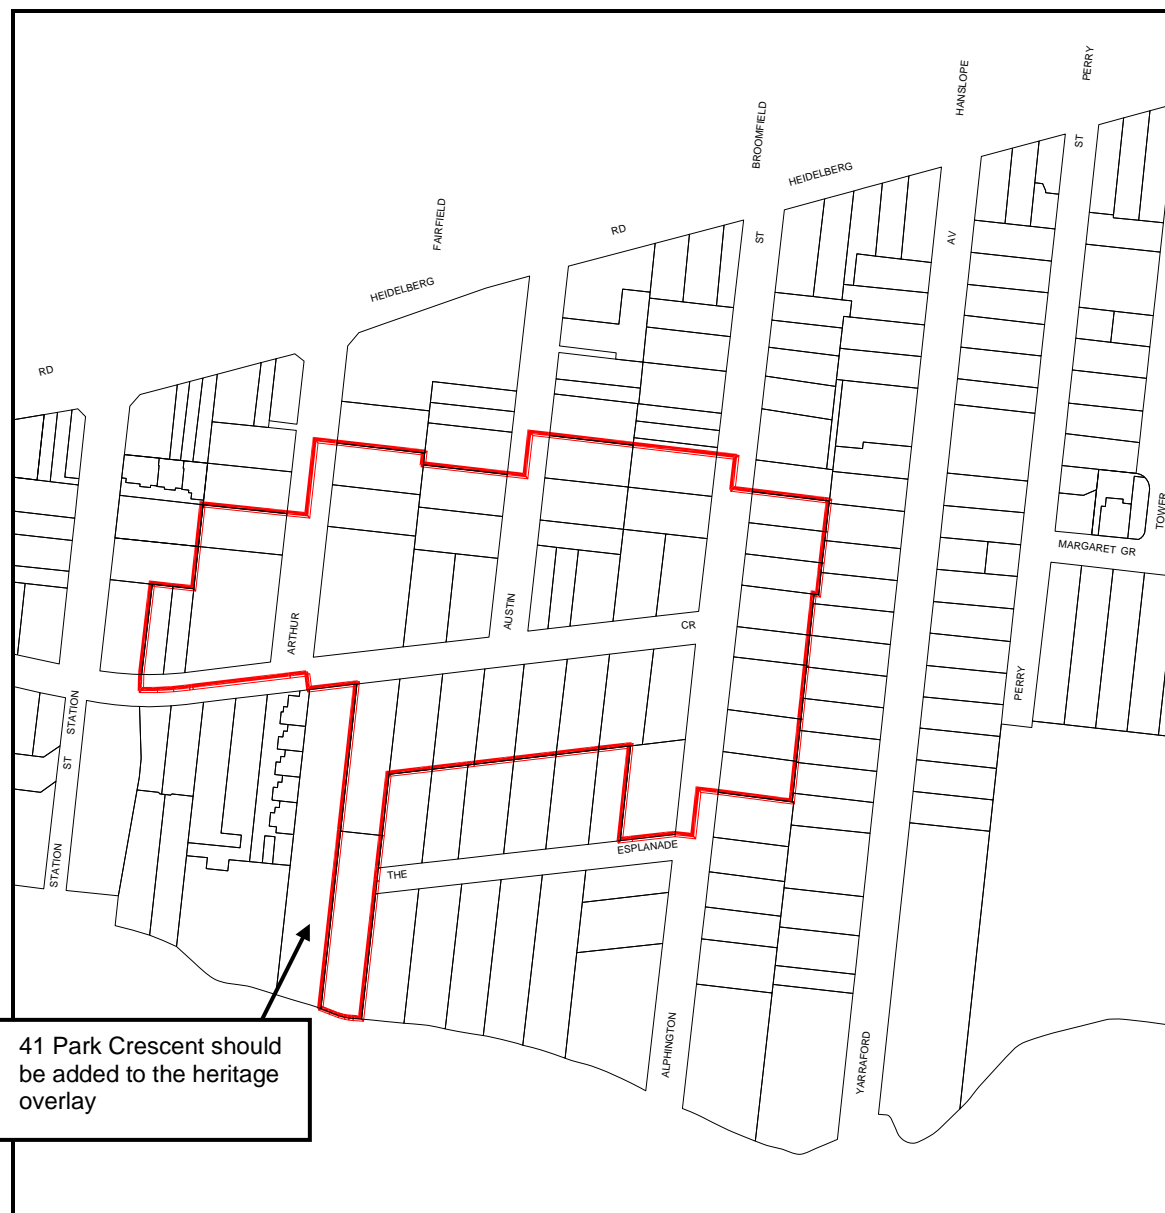 PERRY
HANSLOPE
BROOMFIELD
ST
HEIDELBERG
FAIRFIELD
RD
ST
AV
HEIDELBERG
RD
TOWER
MARGARET GR
ARTHUR
AUSTIN
CR
PERRY
STATION
ST
STATION
THE
ESPLANADE
ALPHINGTON
YARRAFORD
41 Park Crescent should
be added to the heritage
overlay